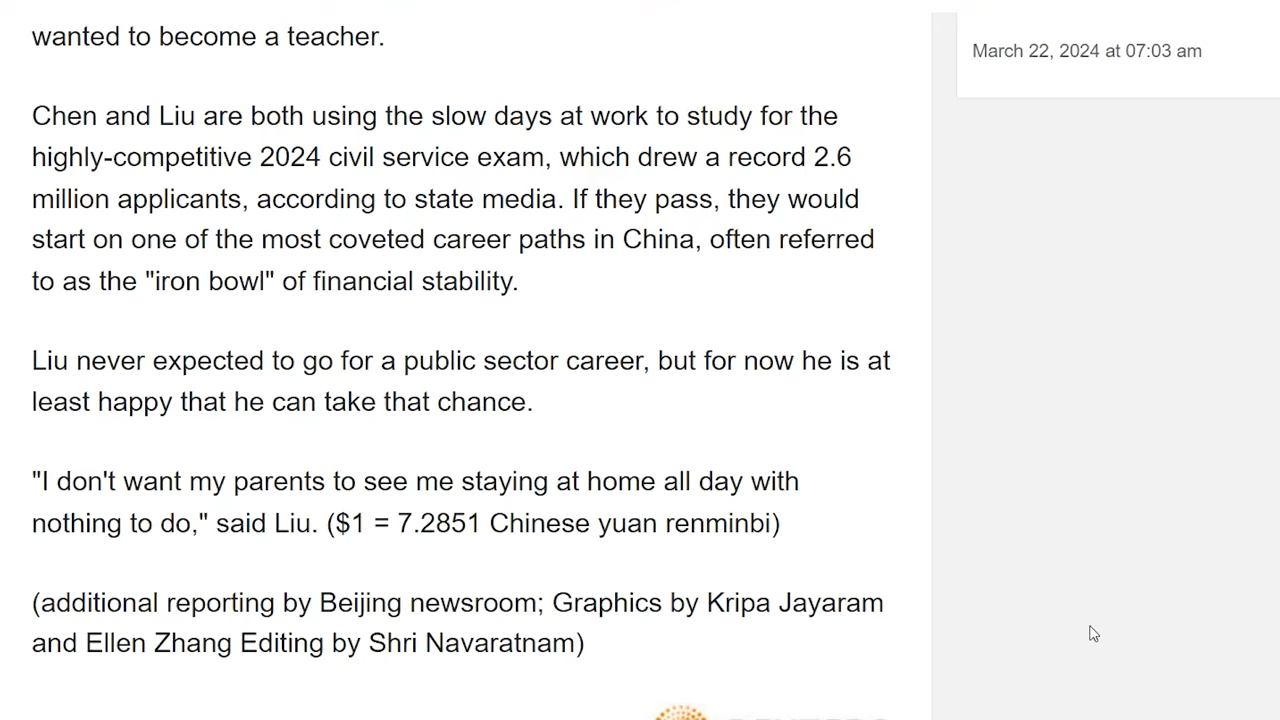 wanted to become a teacher.
March 22, 2024 at 07:03 am
Chen and Liu are both using the slow days at work to study for the
highly-competitive 2024 civil service exam, which drew a record 2.6
million applicants, according to state media. If they pass, they would
start on one of the most coveted career paths in China, often referred
to as the "iron bowl" of financial stability.
Liu never expected to go for a public sector career, but for now he is at
least happy that he can take that chance.
"I don't want my parents to see me staying at home all day with
nothing to do," said Liu. ($1 = 7.2851 Chinese yuan renminbi)
(additional reporting by Beijing newsroom; Graphics by Kripa Jayaram
and Ellen Zhang Editing by Shri Navaratnam)